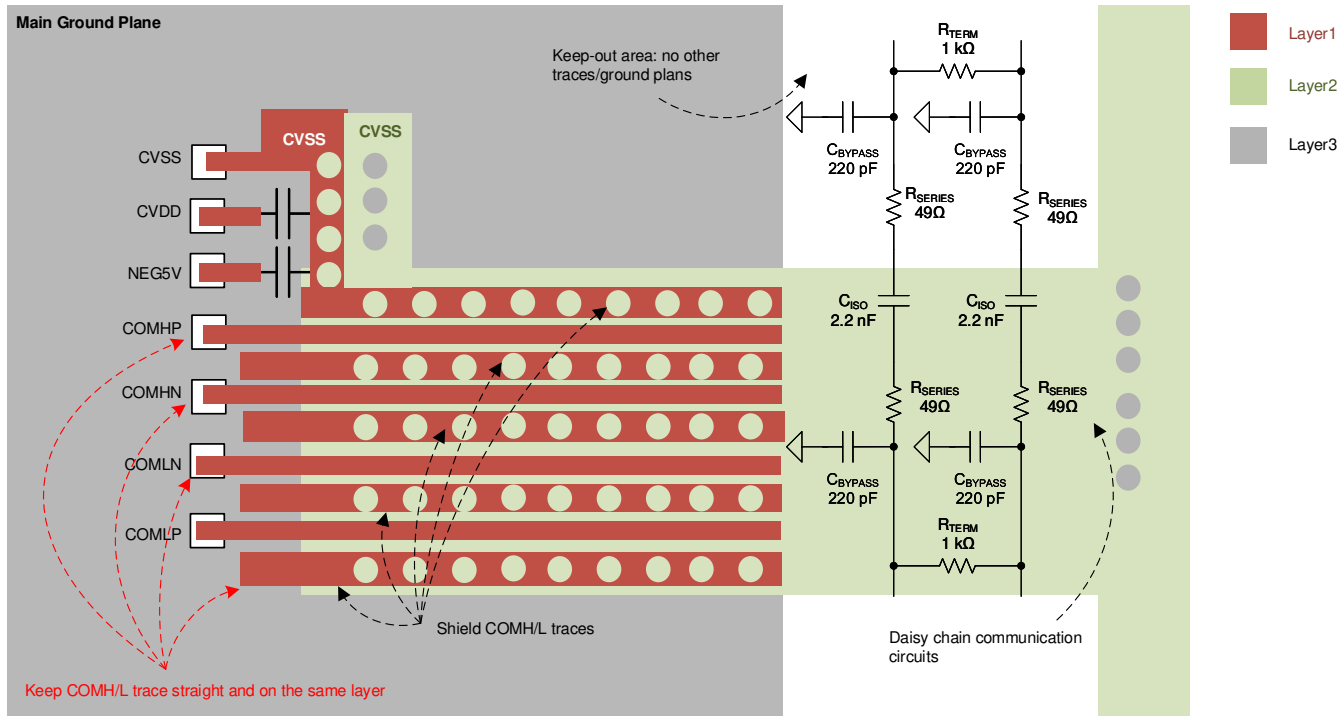 Main Ground Plane
Keep-out area: no other
traces/ground plans
RTERM
1 kΩ
Layer1
Layer2
Layer3
CVSS
CVSS
CVSS
CBYPASS
220 pF
CBYPASS
220 pF
RSERIES
49Ω
RSERIES
49Ω
CVDD
NEG5V
CISO
2.2 nF
CISO
2.2 nF
COMHP
COMHN
RSERIES
49Ω
RSERIES
49Ω
COMLN
CBYPASS
220 pF
CBYPASS
220 pF
COMLP
RTERM
1 kΩ
Shield COMH/L traces
Daisy chain communication
circuits
Keep COMH/L trace straight and on the same layer